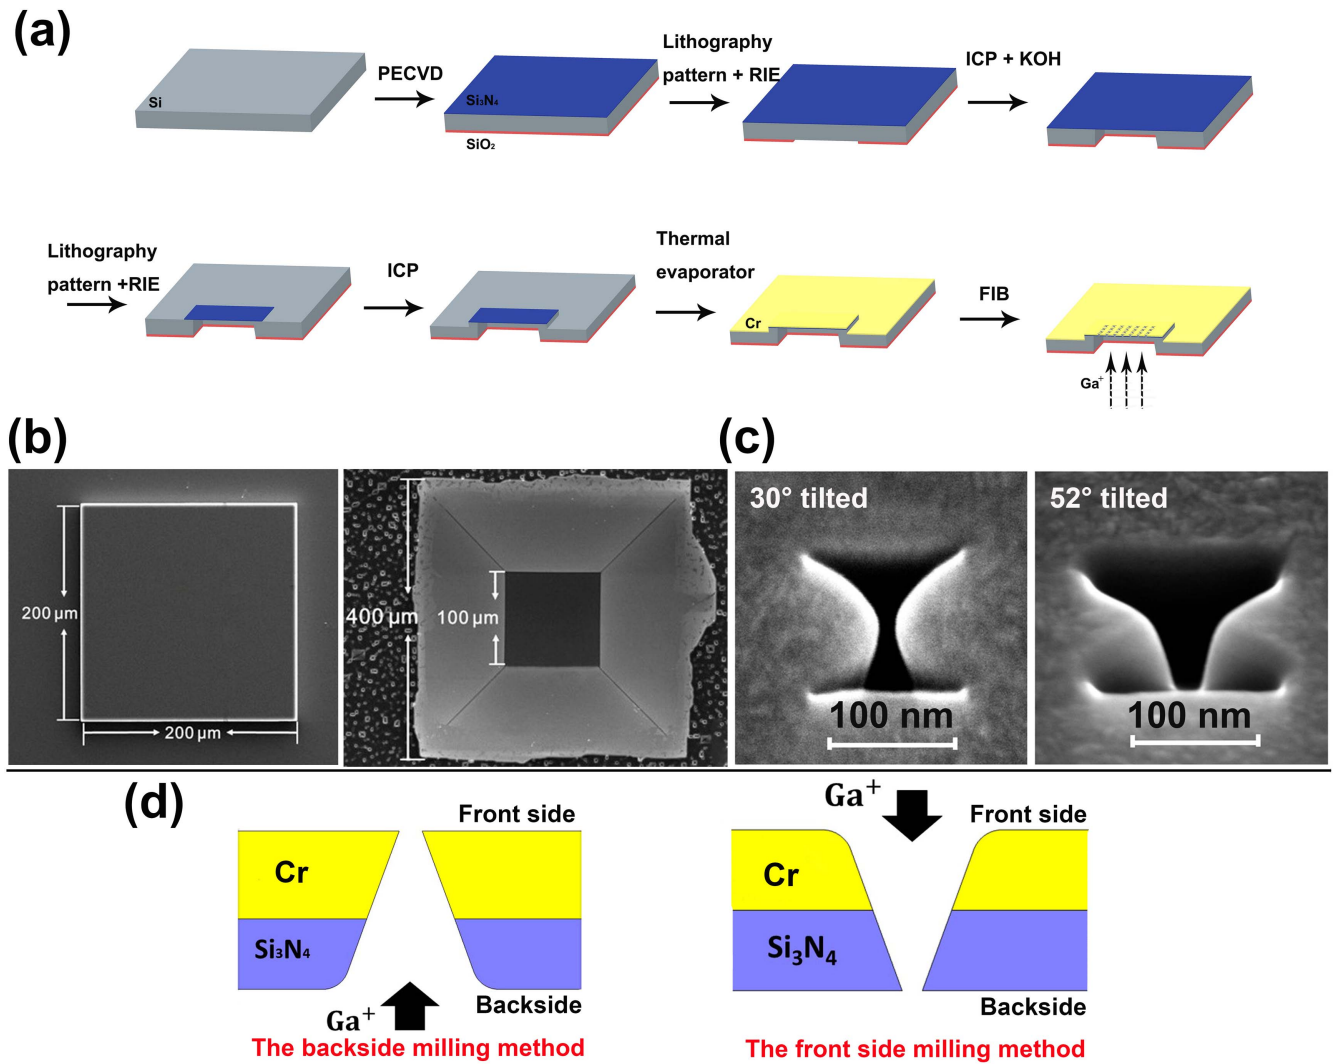 (a)
Si
PECVD
Si₃N₄
SiO₂
Lithography
pattern + RIE
ICP + KOH
Lithography
pattern +RIE
ICP
Thermal
evaporator
Cr
FIB
Ga⁺
(b)
200 μm
200 μm
400 μm
100 μm
(c)
30° tilted
100 nm
52° tilted
100 nm
(d)
Front side
Cr
Si₃N₄
Ga⁺
Backside
The backside milling method
Ga⁺
Front side
Cr
Si₃N₄
Backside
The front side milling method